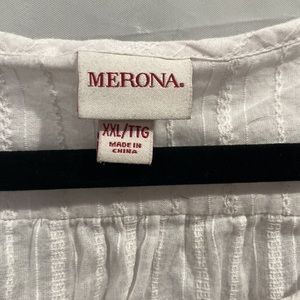 MERONA.
XXL/TTG
MADE IN
CHINA